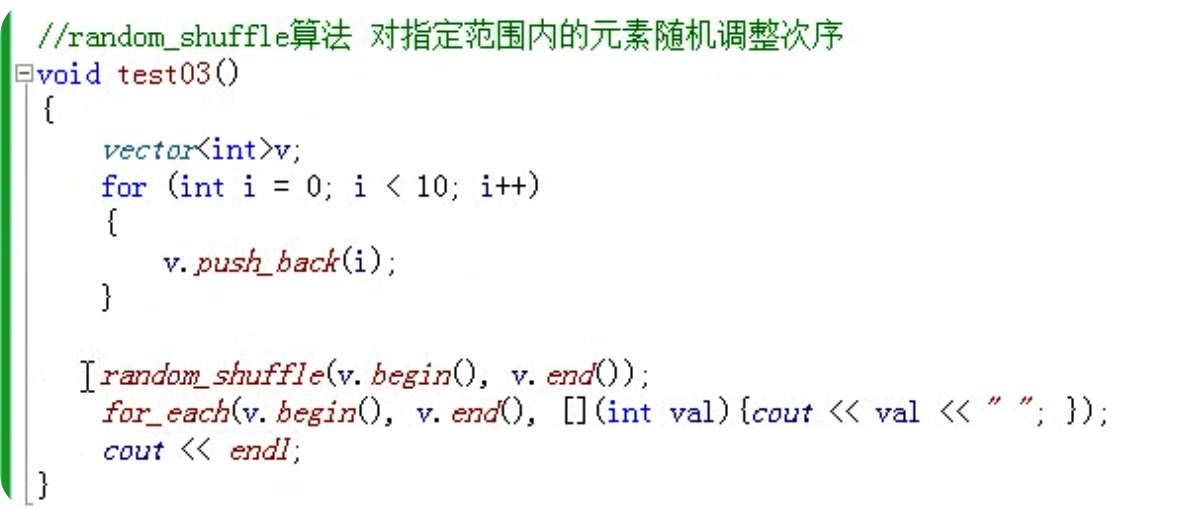 //random_shuffle算法 对指定范围内的元素随机调整次序
void test03()
{
vector<int>v;
for (int i = 0; i < 10; i++)
{
v.push_back(i);
}
random_shuffle(v.begin(), v.end());
for_each(v.begin(), v.end(), [](int val){cout << val << " "; });
cout << endl;
}